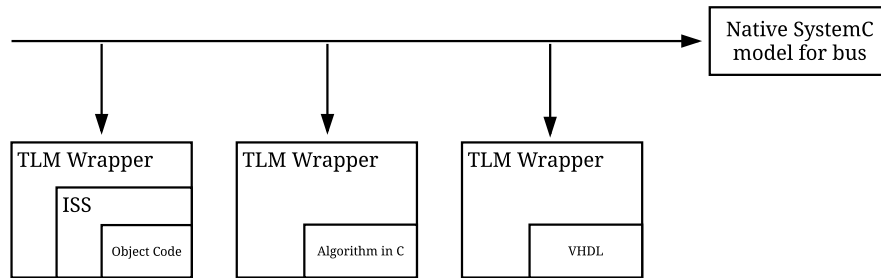 Native SystemC
model for bus
TLM Wrapper
ISS
Object Code
TLM Wrapper
Algorithm in C
TLM Wrapper
VHDL